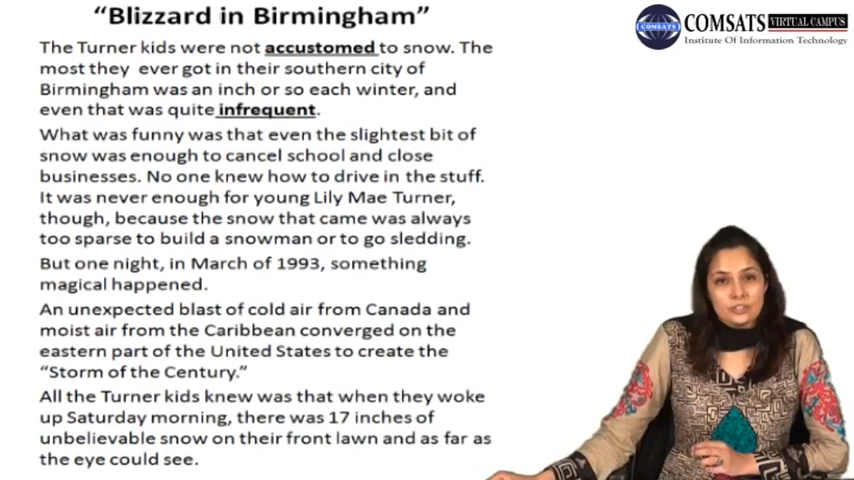 “Blizzard in Birmingham”
The Turner kids were not accustomed to snow. The
most they ever got in their southern city of
Birmingham was an inch or so each winter, and
even that was quite infrequent.
What was funny was that even the slightest bit of
snow was enough to cancel school and close
businesses. No one knew how to drive in the stuff.
It was never enough for young Lily Mae Turner,
though, because the snow that came was always
too sparse to build a snowman or to go sledding.
But one night, in March of 1993, something
magical happened.
An unexpected blast of cold air from Canada and
moist air from the Caribbean converged on the
eastern part of the United States to create the
“Storm of the Century.”
All the Turner kids knew was that when they woke
up Saturday morning, there was 17 inches of
unbelievable snow on their front lawn and as far as
the eye could see.
COMSATS
COMSATS VIRTUAL CAMPUS
Institute Of Information Technology